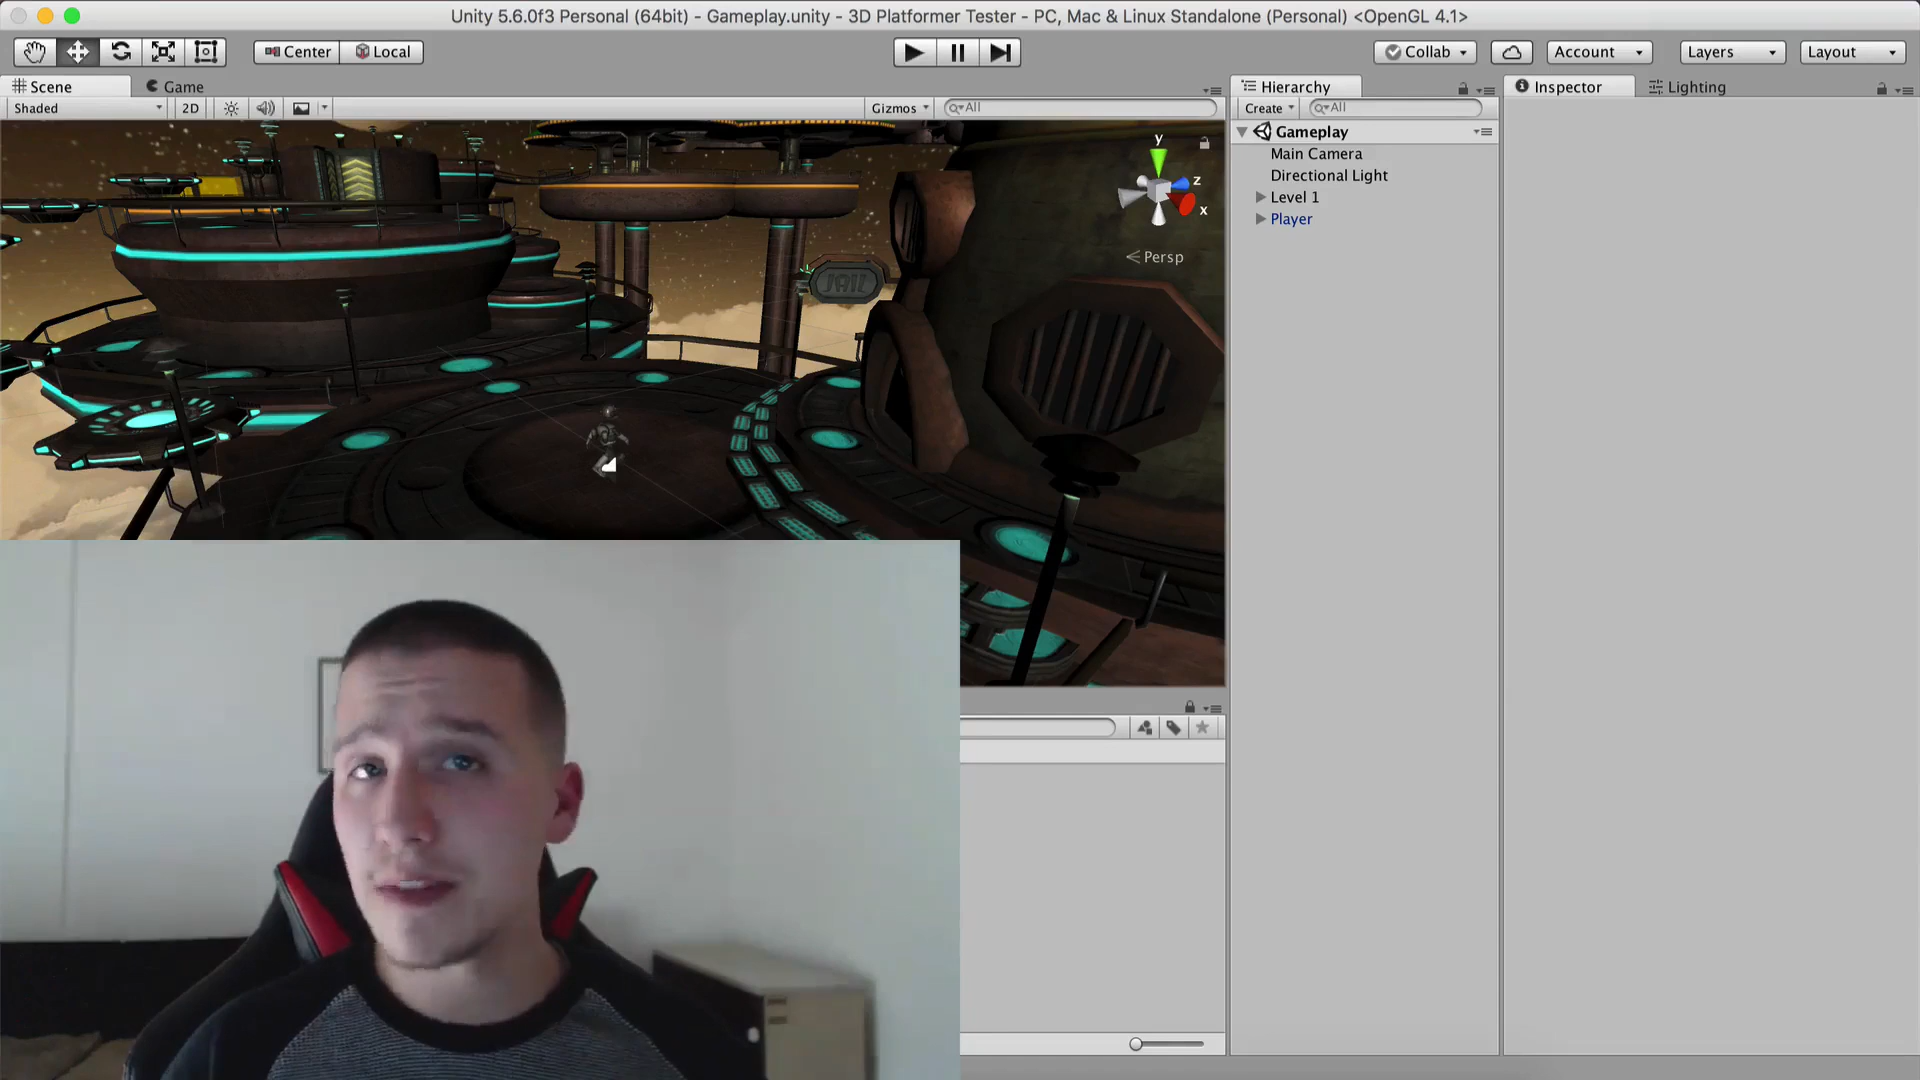 Unity 5.6.0f3 Personal (64bit) - Gameplay.unity - 3D Platformer Tester - PC, Mac & Linux Standalone (Personal) <OpenGL 4.1>
Center Local Collab Account Layers Layout
Scene Game Hierarchy Inspector Lighting
Shaded 2D Gizmos All Create All
Gameplay
Main Camera
Directional Light
Level 1
Player
y
z
x
Persp
JAIL